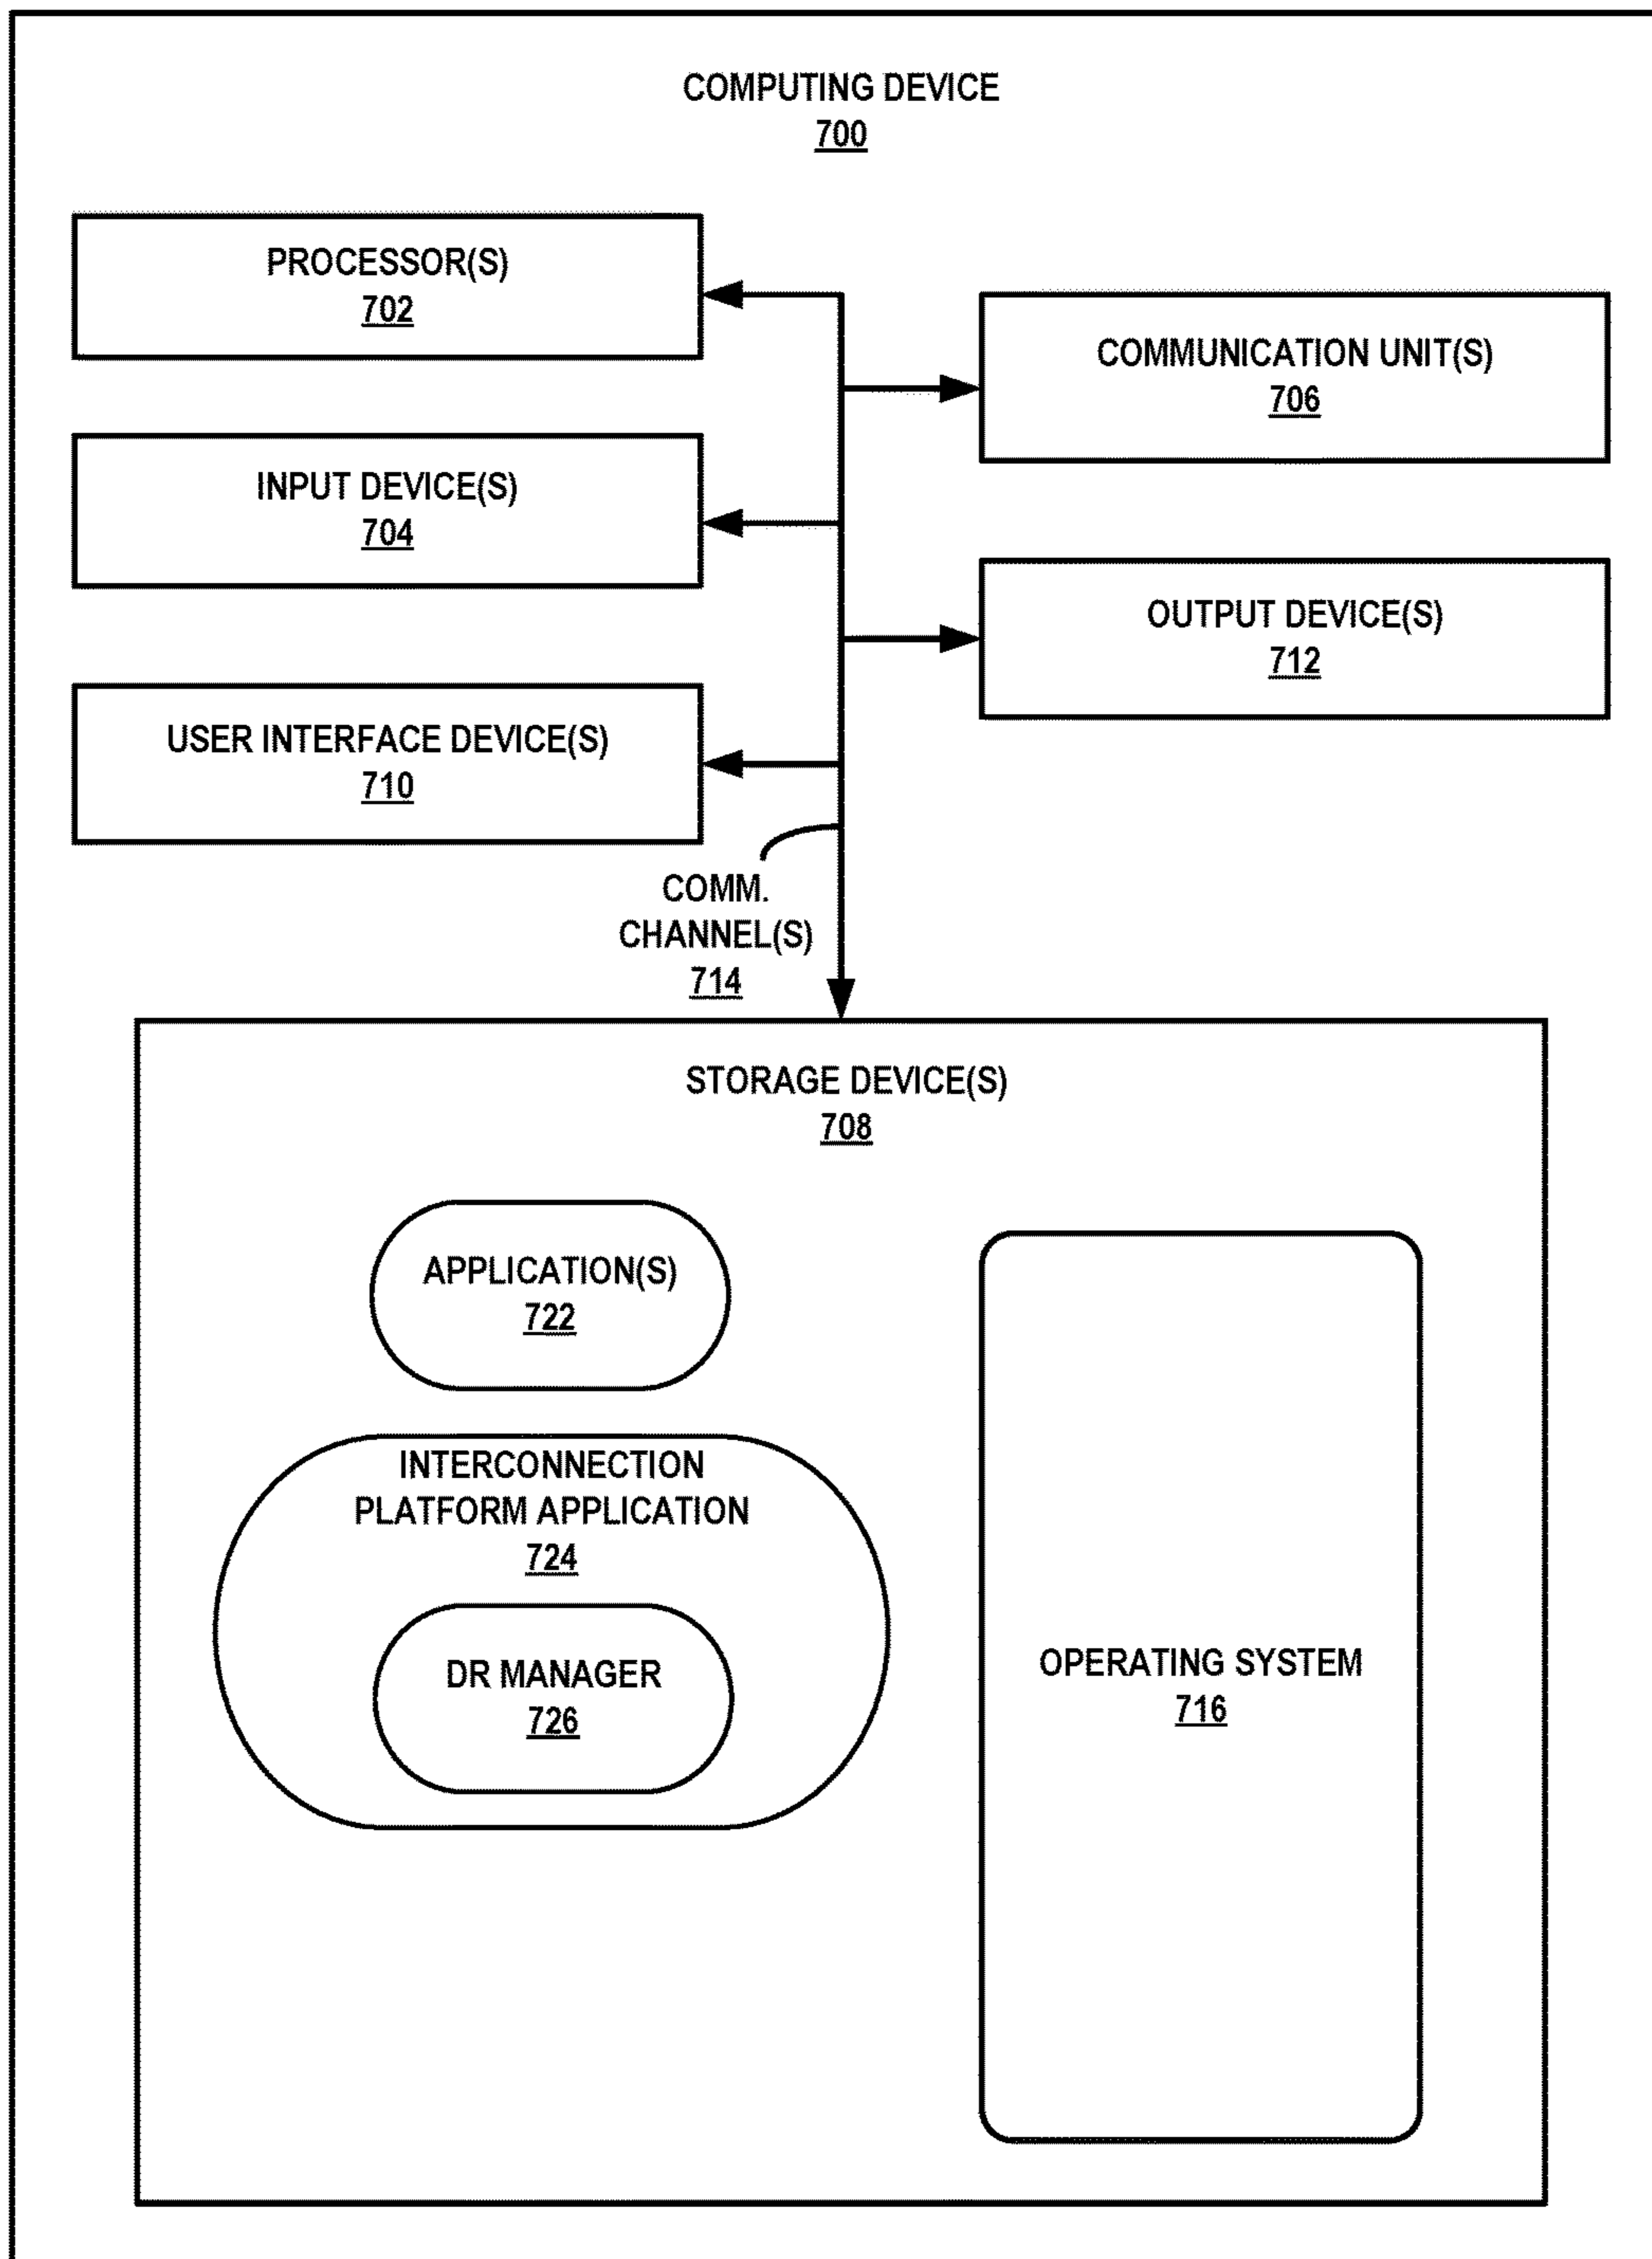 COMPUTING DEVICE
700
PROCESSOR(S)
702
COMMUNICATION UNIT(S)
706
INPUT DEVICE(S)
704
OUTPUT DEVICE(S)
712
USER INTERFACE DEVICE(S)
710
COMM.
CHANNEL(S)
714
STORAGE DEVICE(S)
708
APPLICATION(S)
722
INTERCONNECTION
PLATFORM APPLICATION
724
DR MANAGER
726
OPERATING SYSTEM
716